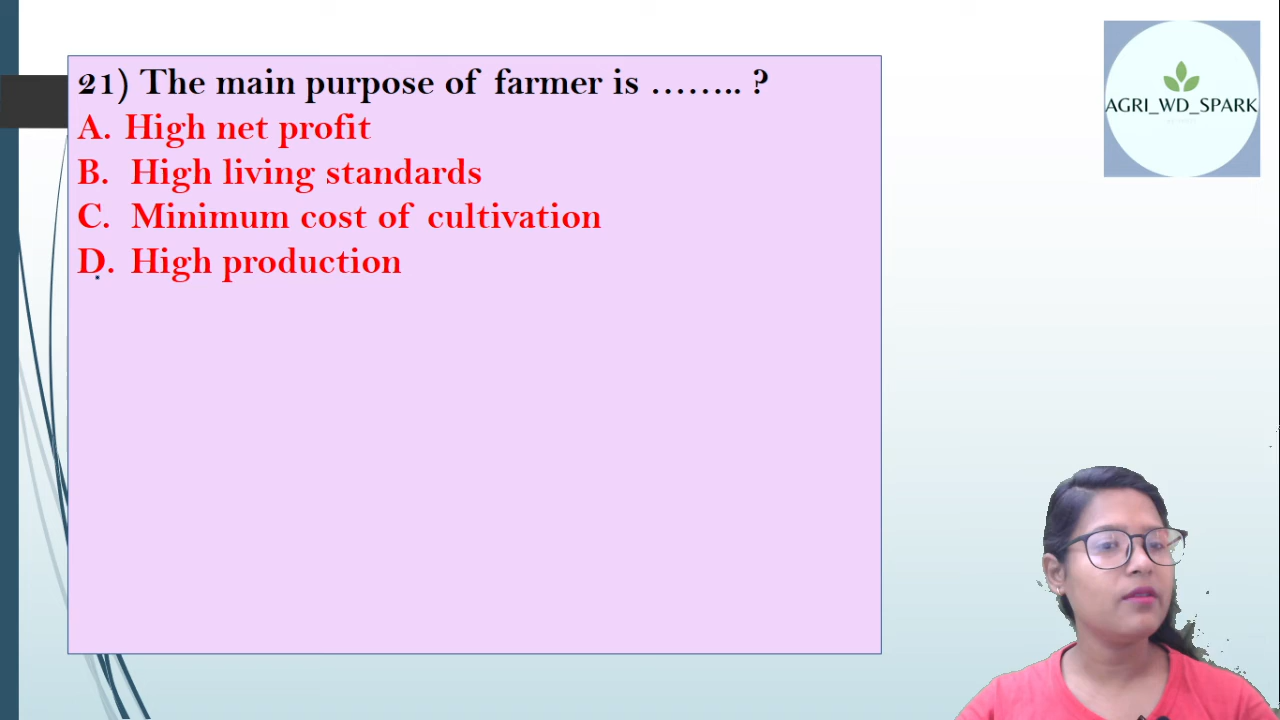 21) The main purpose of farmer is …….. ?
A. High net profit
B. High living standards
C. Minimum cost of cultivation
D. High production
AGRI_WD_SPARK